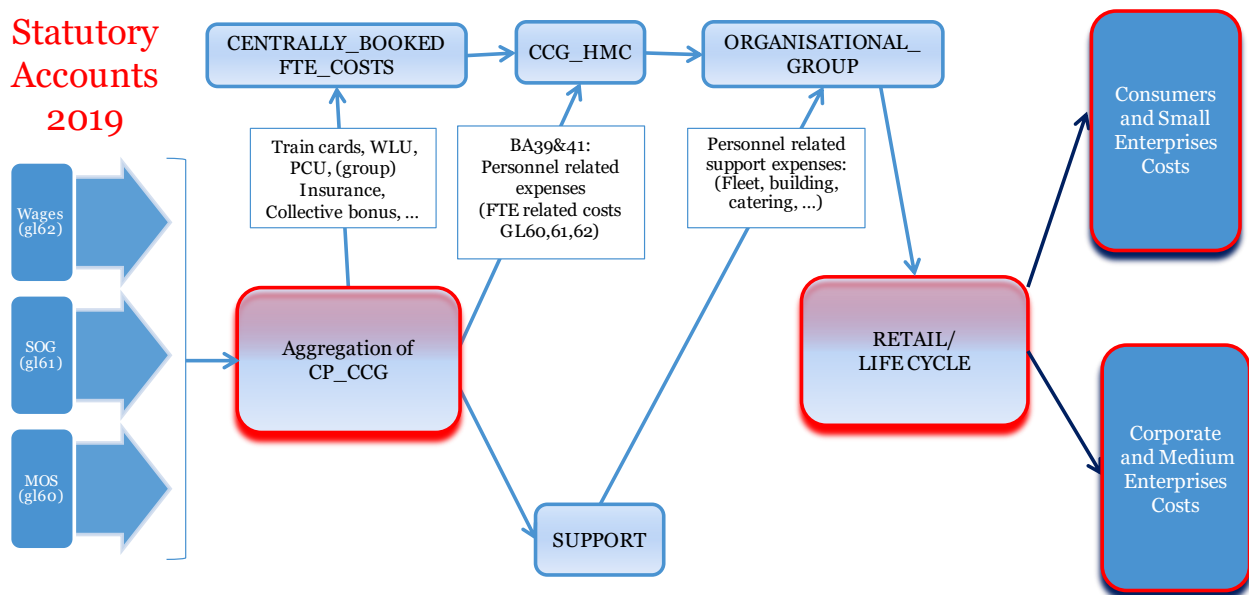 Statutory
Accounts
2019
Wages
(gl62)
SOG
(gl61)
MOS
(gl60)
CENTRALLY_BOOKED
FTE_COSTS
CCG_HMC
ORGANISATIONAL_
GROUP
Train cards, WLU,
PCU, (group)
Insurance,
Collective bonus, ...
BA39&41:
Personnel related
expenses
(FTE related costs
GL60,61,62)
Personnel related
support expenses:
(Fleet, building,
catering, ...)
Aggregation of
CP_CCG
RETAIL/
LIFE CYCLE
SUPPORT
Consumers
and Small
Enterprises
Costs
Corporate
and Medium
Enterprises
Costs